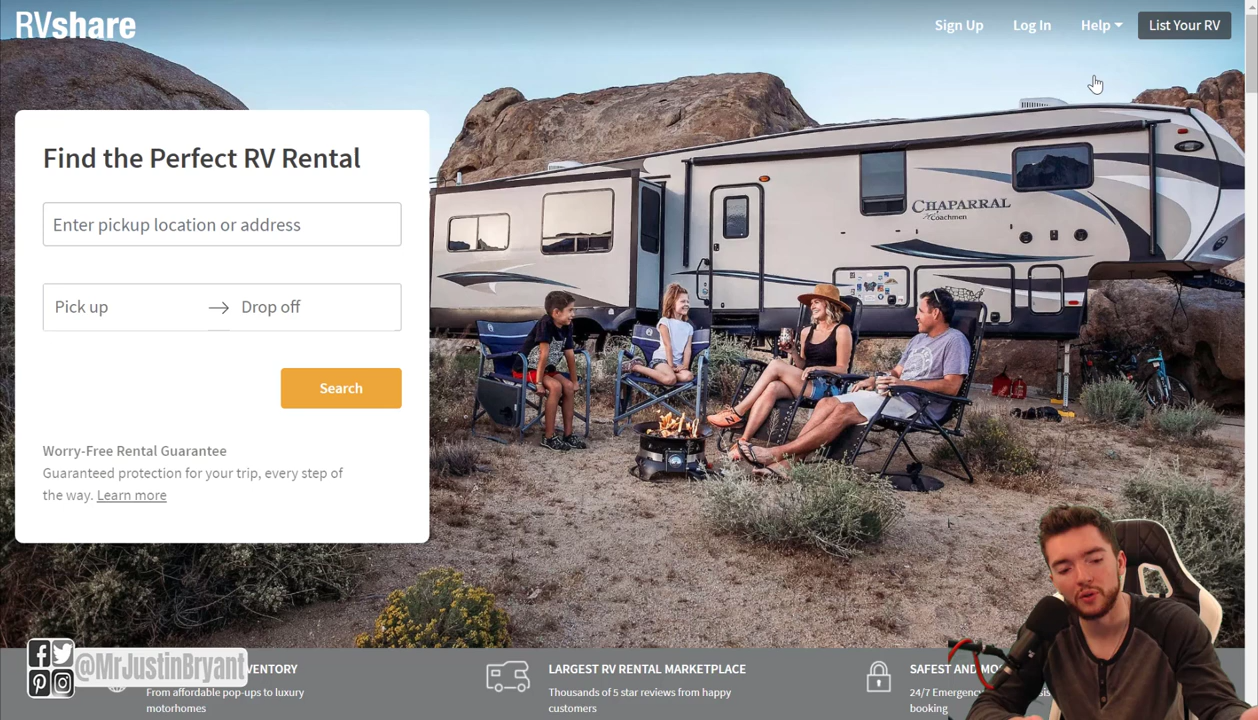 RVshare
Sign Up
Log In
Help
List Your RV
Find the Perfect RV Rental
Enter pickup location or address
Pick up
Drop off
Search
Worry-Free Rental Guarantee
Guaranteed protection for your trip, every step of
the way. Learn more
CHAPARRAL
Coachmen
@MrJustinBryant
From affordable pop-ups to luxury
motorhomes
LARGEST RV RENTAL MARKETPLACE
Thousands of 5 star reviews from happy
customers
SAFEST AND
24/7 Emergency
booking